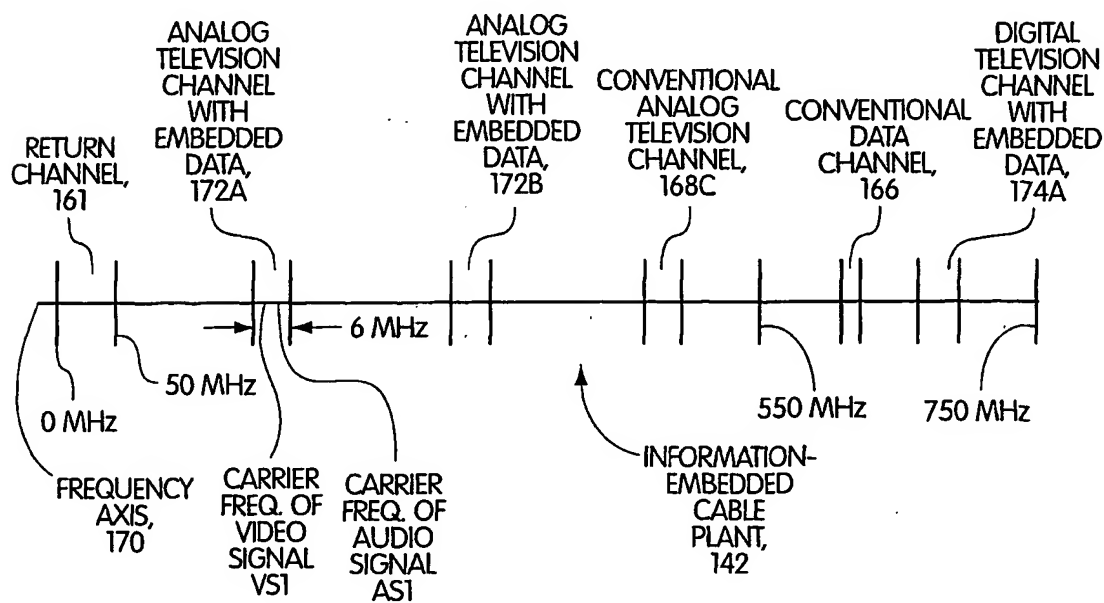 RETURN
CHANNEL,
161
ANALOG
TELEVISION
CHANNEL
WITH
EMBEDDED
DATA,
172A
ANALOG
TELEVISION
CHANNEL
WITH
EMBEDDED
DATA,
172B
CONVENTIONAL
ANALOG
TELEVISION
CHANNEL,
168C
CONVENTIONAL
DATA
CHANNEL,
166
DIGITAL
TELEVISION
CHANNEL
WITH
EMBEDDED
DATA,
174A
6 MHz
0 MHz
50 MHz
550 MHz
750 MHz
FREQUENCY
AXIS,
170
CARRIER
FREQ. OF
VIDEO
SIGNAL
VS1
CARRIER
FREQ. OF
AUDIO
SIGNAL
AS1
INFORMATION-
EMBEDDED
CABLE
PLANT,
142